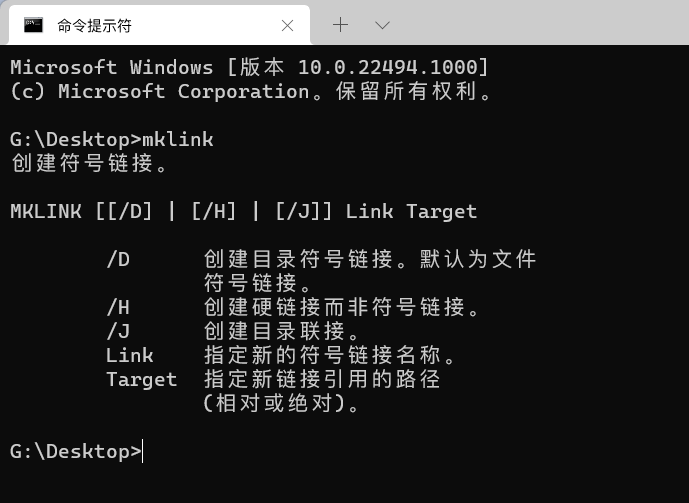 命令提示符
Microsoft Windows [版本 10.0.22494.1000]
(c) Microsoft Corporation。保留所有权利。
G:\Desktop>mklink
创建符号链接。
MKLINK [[/D] | [/H] | [/J]] Link Target
/D 创建目录符号链接。默认为文件
符号链接。
/H 创建硬链接而非符号链接。
/J 创建目录联接。
Link 指定新的符号链接名称。
Target 指定新链接引用的路径
(相对或绝对)。
G:\Desktop>